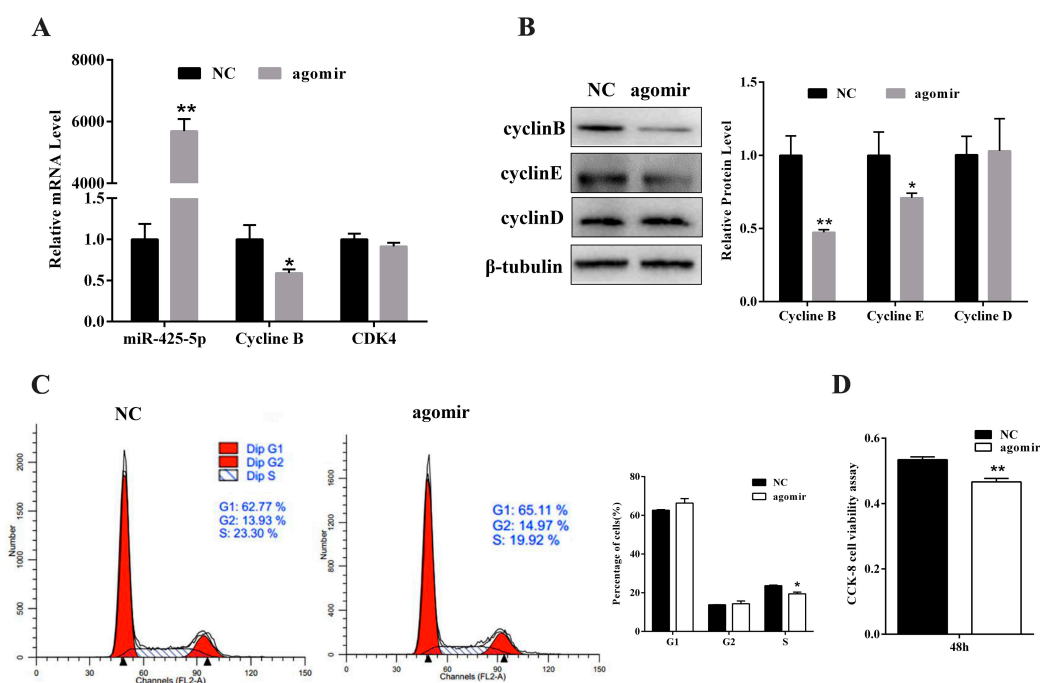 A
8000
6000
4000
1.5
1.0
0.5
0.0
Relative mRNA Level
NC
agomir
**
*
miR-425-5p
Cycline B
CDK4
B
NC agomir
cyclinB
cyclinE
cyclinD
β-tubulin
Relative Protein Level
1.5
1.0
0.5
0.0
NC
agomir
**
*
Cycline B
Cycline E
Cycline D
C
NC
Number
2000
1500
1000
500
0
Dip G1
Dip G2
Dip S
G1: 62.77 %
G2: 13.93 %
S: 23.30 %
0 30 60 90 120 150
Channels (FL2-A)
agomir
Number
1600
1200
800
400
0
G1: 65.11 %
G2: 14.97 %
S: 19.92 %
0 30 60 90 120 150
Channels (FL2-A)
Percentage of cells(%)
80
60
40
20
0
NC
agomir
*
G1 G2 S
D
CCK-8 cell viability assay
0.6
0.4
0.2
0.0
NC
agomir
**
48h